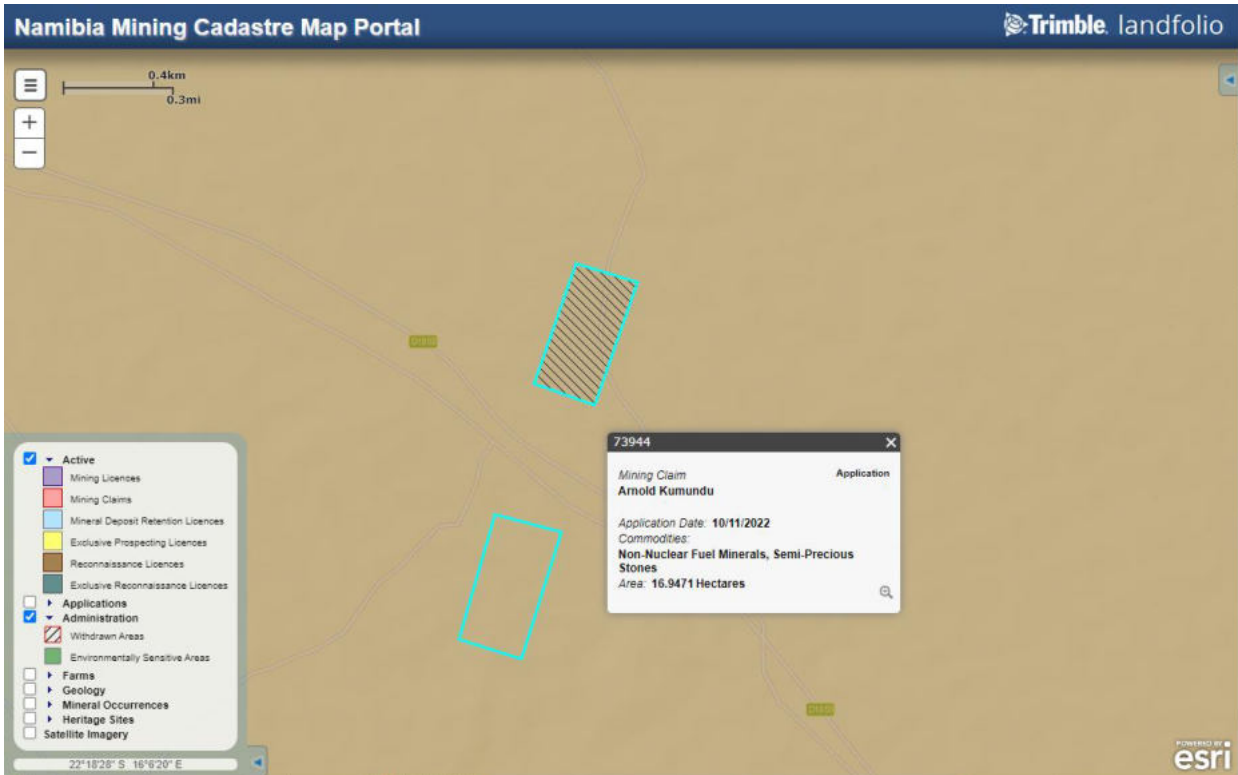 Namibia Mining Cadastre Map Portal
Trimble. landfolio
0.4km
0.3mi
+
−
73944
Mining Claim
Application
Arnold Kumundu
Application Date: 10/11/2022
Commodities:
Non-Nuclear Fuel Minerals, Semi-Precious
Stones
Area: 16.9471 Hectares
Active
Mining Licences
Mining Claims
Mineral Deposit Retention Licences
Exclusive Prospecting Licences
Reconnaissance Licences
Exclusive Reconnaissance Licences
Applications
Administration
Withdrawn Areas
Environmentally Sensitive Areas
Farms
Geology
Mineral Occurrences
Heritage Sites
Satellite Imagery
22°18'28" S 16°6'20" E
POWERED BY
esri